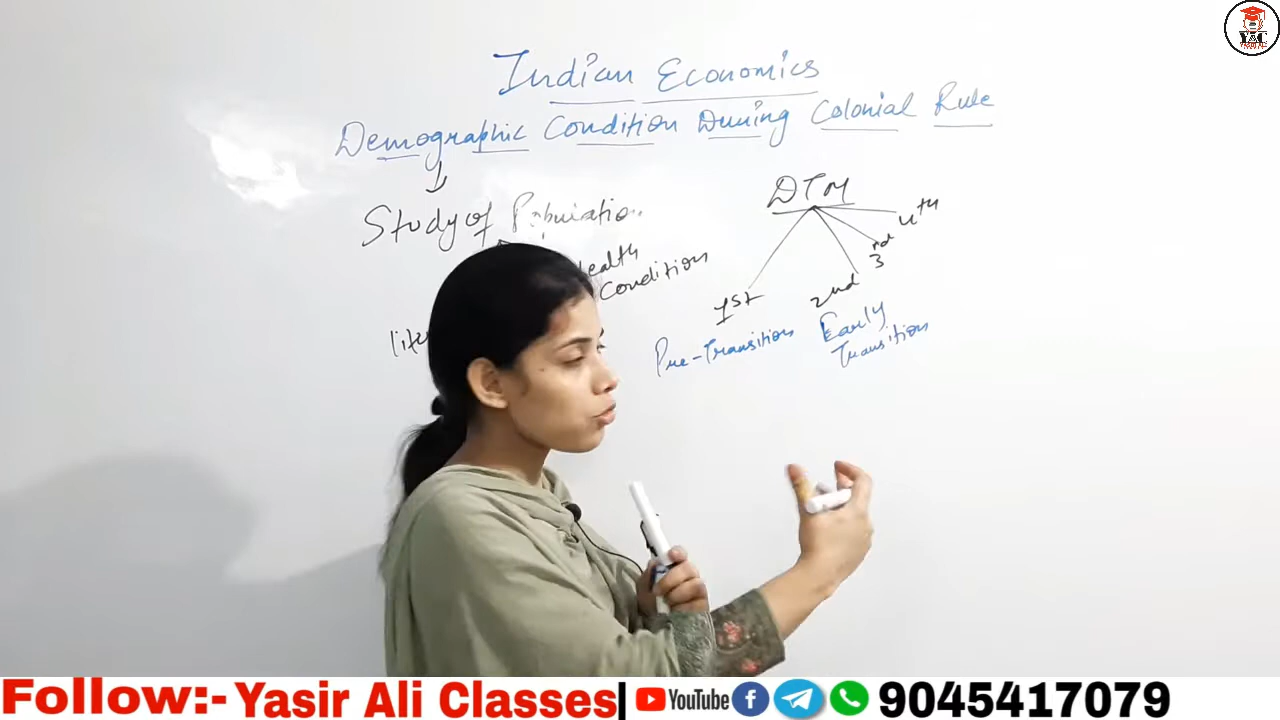 Indian Economics
Demographic Condition During Colonial Rule
Study of Population
Health
Condition
DTM
1st
2nd
3rd
4th
Pre-Transition
Early
Transition
Follow:- Yasir Ali Classes| YouTube 9045417079